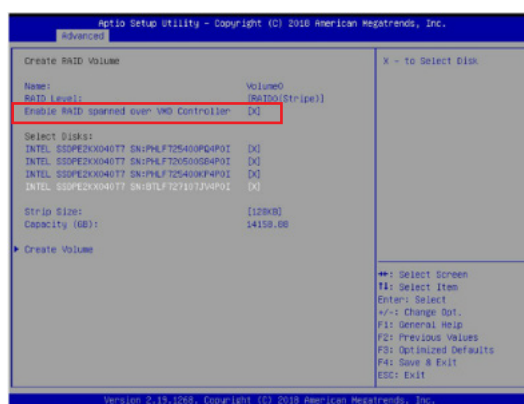 Aptio Setup Utility - Copyright (C) 2018 American Megatrends, Inc.
Advanced
Create RAID Volume
X - to Select Disk
Name: Volume0
RAID Level: [RAID0(Stripe)]
Enable RAID spanned over VMD Controller [X]
Select Disks:
INTEL SSDPE2KX040T7 SN:PHLF725400PQ4P0I [X]
INTEL SSDPE2KX040T7 SN:PHLF720500S84P0I [X]
INTEL SSDPE2KX040T7 SN:PHLF725400KP4P0I [X]
INTEL SSDPE2KX040T7 SN:BTLF727107JV4P0I [X]
Strip Size: [128KB]
Capacity (GB): 14158.08
Create Volume
: Select Screen
↑↓: Select Item
Enter: Select
+/-: Change Opt.
F1: General Help
F2: Previous Values
F3: Optimized Defaults
F4: Save & Exit
ESC: Exit
Version 2.19.1268. Copyright (C) 2018 American Megatrends, Inc.